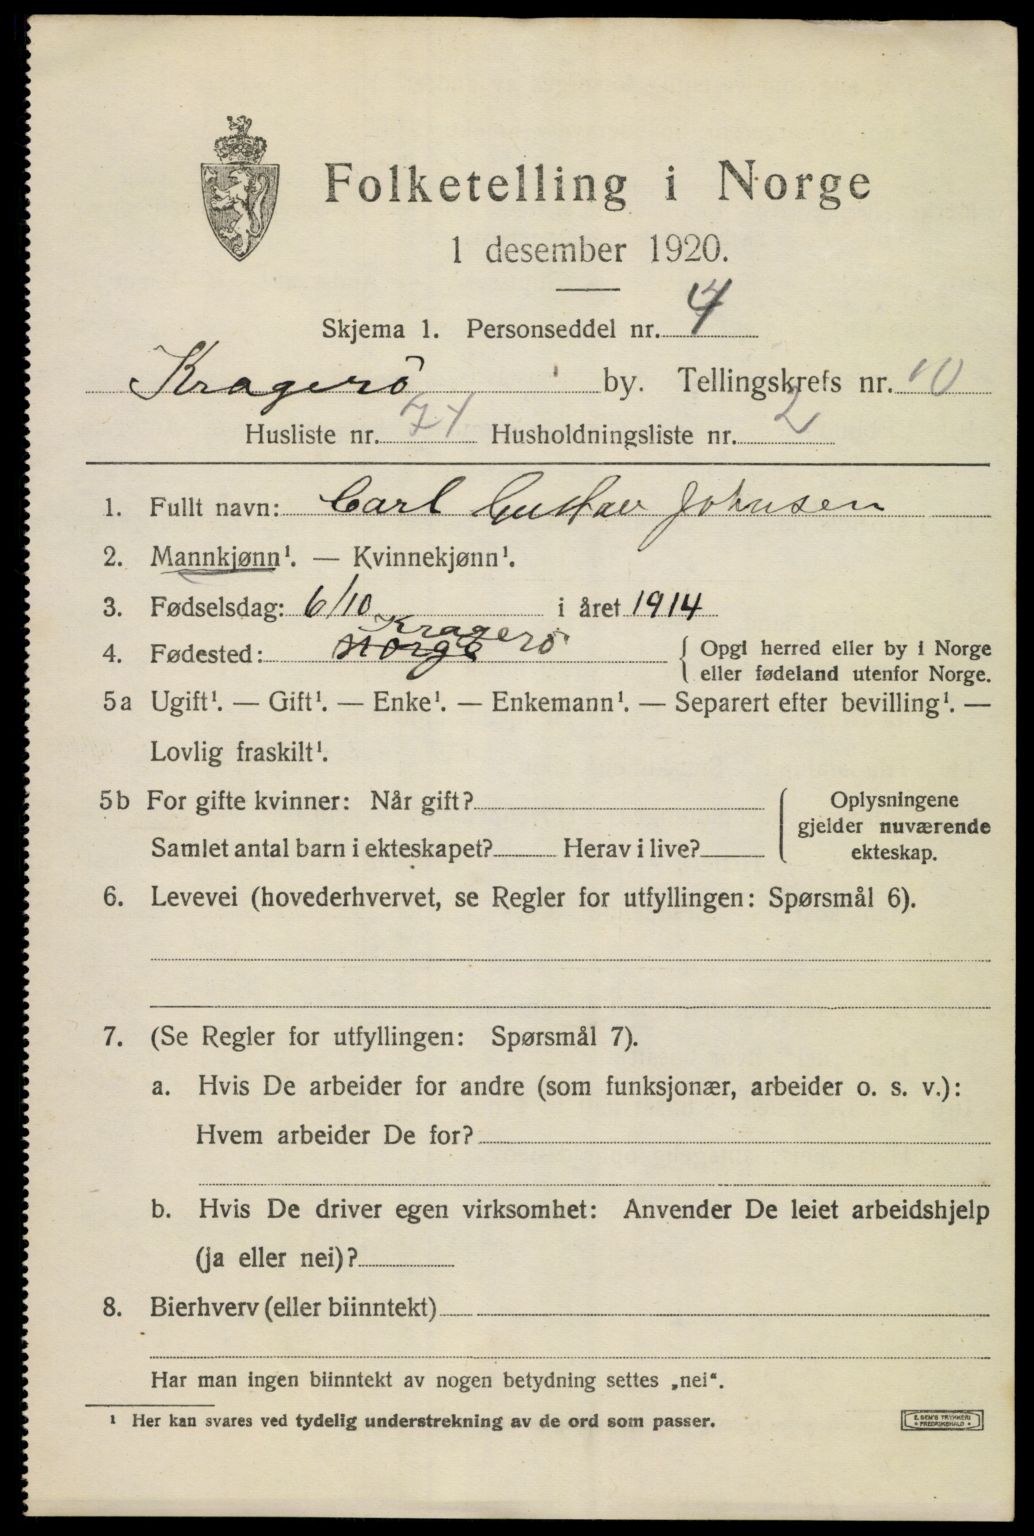 Folketelling i Norge
1 desember 1920.
Skjema 1. Personseddel nr. 4
Kragerö by. Tellingskrets nr. 10
Husliste nr. 71 Husholdningsliste nr. 2
1. Fullt navn: Carl Gustav Johnsen
2. Mannkjønn¹. — Kvinnekjønn¹.
3. Fødselsdag: 6/10 i året 1914
Kragerö
4. Fødested: Norge { Opgi herred eller by i Norge
eller fødeland utenfor Norge.
5a Ugift¹. — Gift¹. — Enke¹. — Enkemann¹. — Separert efter bevilling¹. —
Lovlig fraskilt¹.
5b For gifte kvinner: Når gift? { Oplysningene
gjelder nuværende
Samlet antal barn i ekteskapet? Herav i live? ekteskap.
6. Levevei (hovederhvervet, se Regler for utfyllingen: Spørsmål 6).
7. (Se Regler for utfyllingen: Spørsmål 7).
a. Hvis De arbeider for andre (som funksjonær, arbeider o. s. v.):
Hvem arbeider De for?
b. Hvis De driver egen virksomhet: Anvender De leiet arbeidshjelp
(ja eller nei)?
8. Bierhverv (eller biinntekt)
Har man ingen biinntekt av nogen betydning settes „nei".
¹ Her kan svares ved tydelig understrekning av de ord som passer.
E. SEM'S TRYKKERI
FREDRIKSHALD